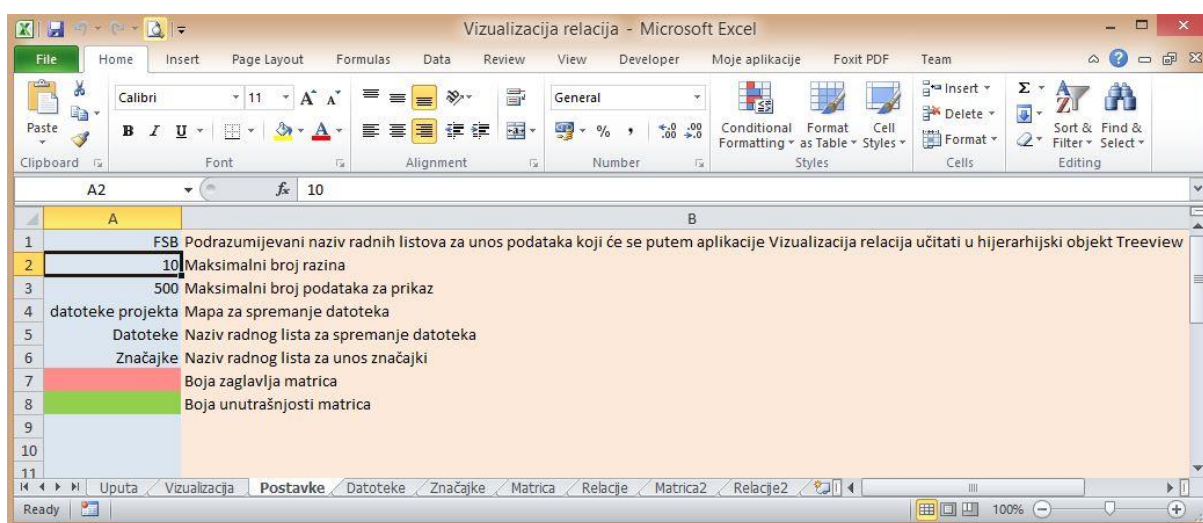 Vizualizacija relacija - Microsoft Excel
File Home Insert Page Layout Formulas Data Review View Developer Moje aplikacije Foxit PDF Team
Paste
Clipboard
Calibri 11 A A
B I U A
Font
Alignment
General
% , .0 .00 .00 .0
Number
Conditional Formatting
Format as Table
Cell Styles
Styles
Insert
Delete
Format
Cells
Σ
Sort & Filter
Find & Select
Editing
A2 fx 10
A B
1 FSB Podrazumijevani naziv radnih listova za unos podataka koji će se putem aplikacije Vizualizacija relacija učitati u hijerarhijski objekt Treeview
2 10 Maksimalni broj razina
3 500 Maksimalni broj podataka za prikaz
4 datoteke projekta Mapa za spremanje datoteka
5 Datoteke Naziv radnog lista za spremanje datoteka
6 Značajke Naziv radnog lista za unos značajki
7 Boja zaglavlja matrica
8 Boja unutrašnjosti matrica
9
10
11
Uputa Vizualizacija Postavke Datoteke Značajke Matrica Relacije Matrica2 Relacije2
Ready 100%